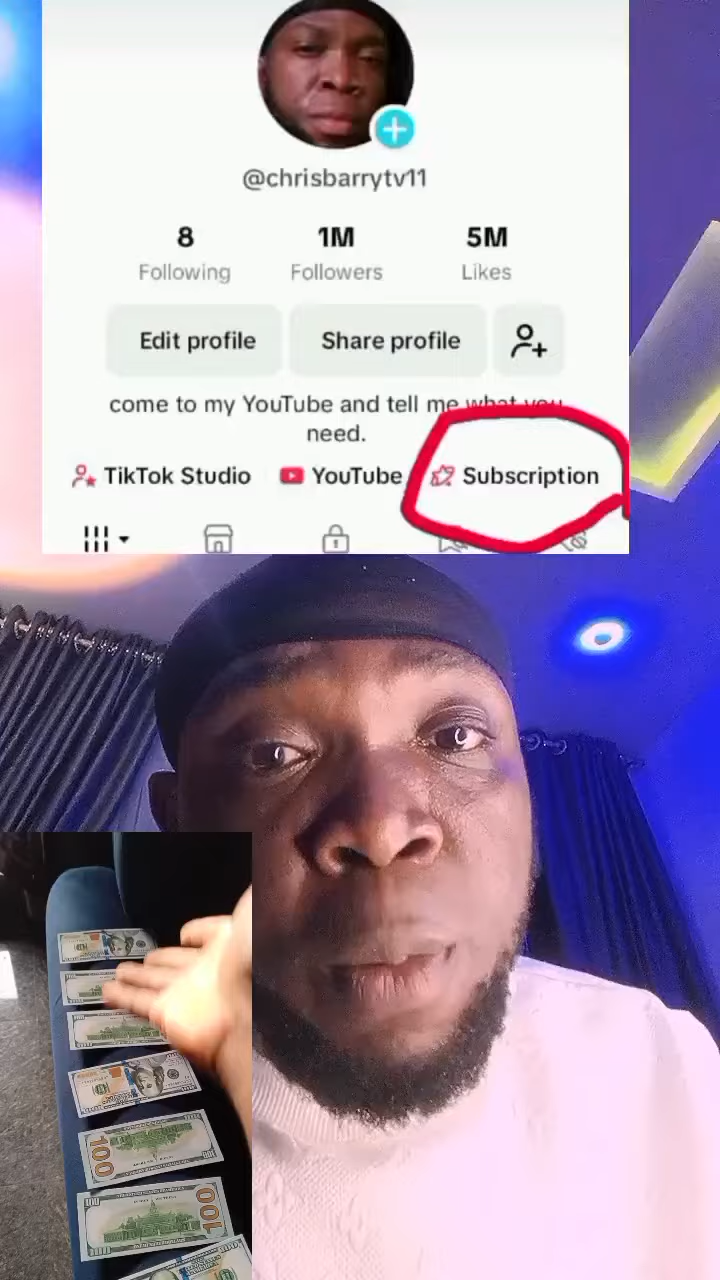 @chrisbarrytv11
8 1M 5M
Following Followers Likes
Edit profile Share profile
come to my YouTube and tell me what you
need.
TikTok Studio YouTube Subscription
100
100